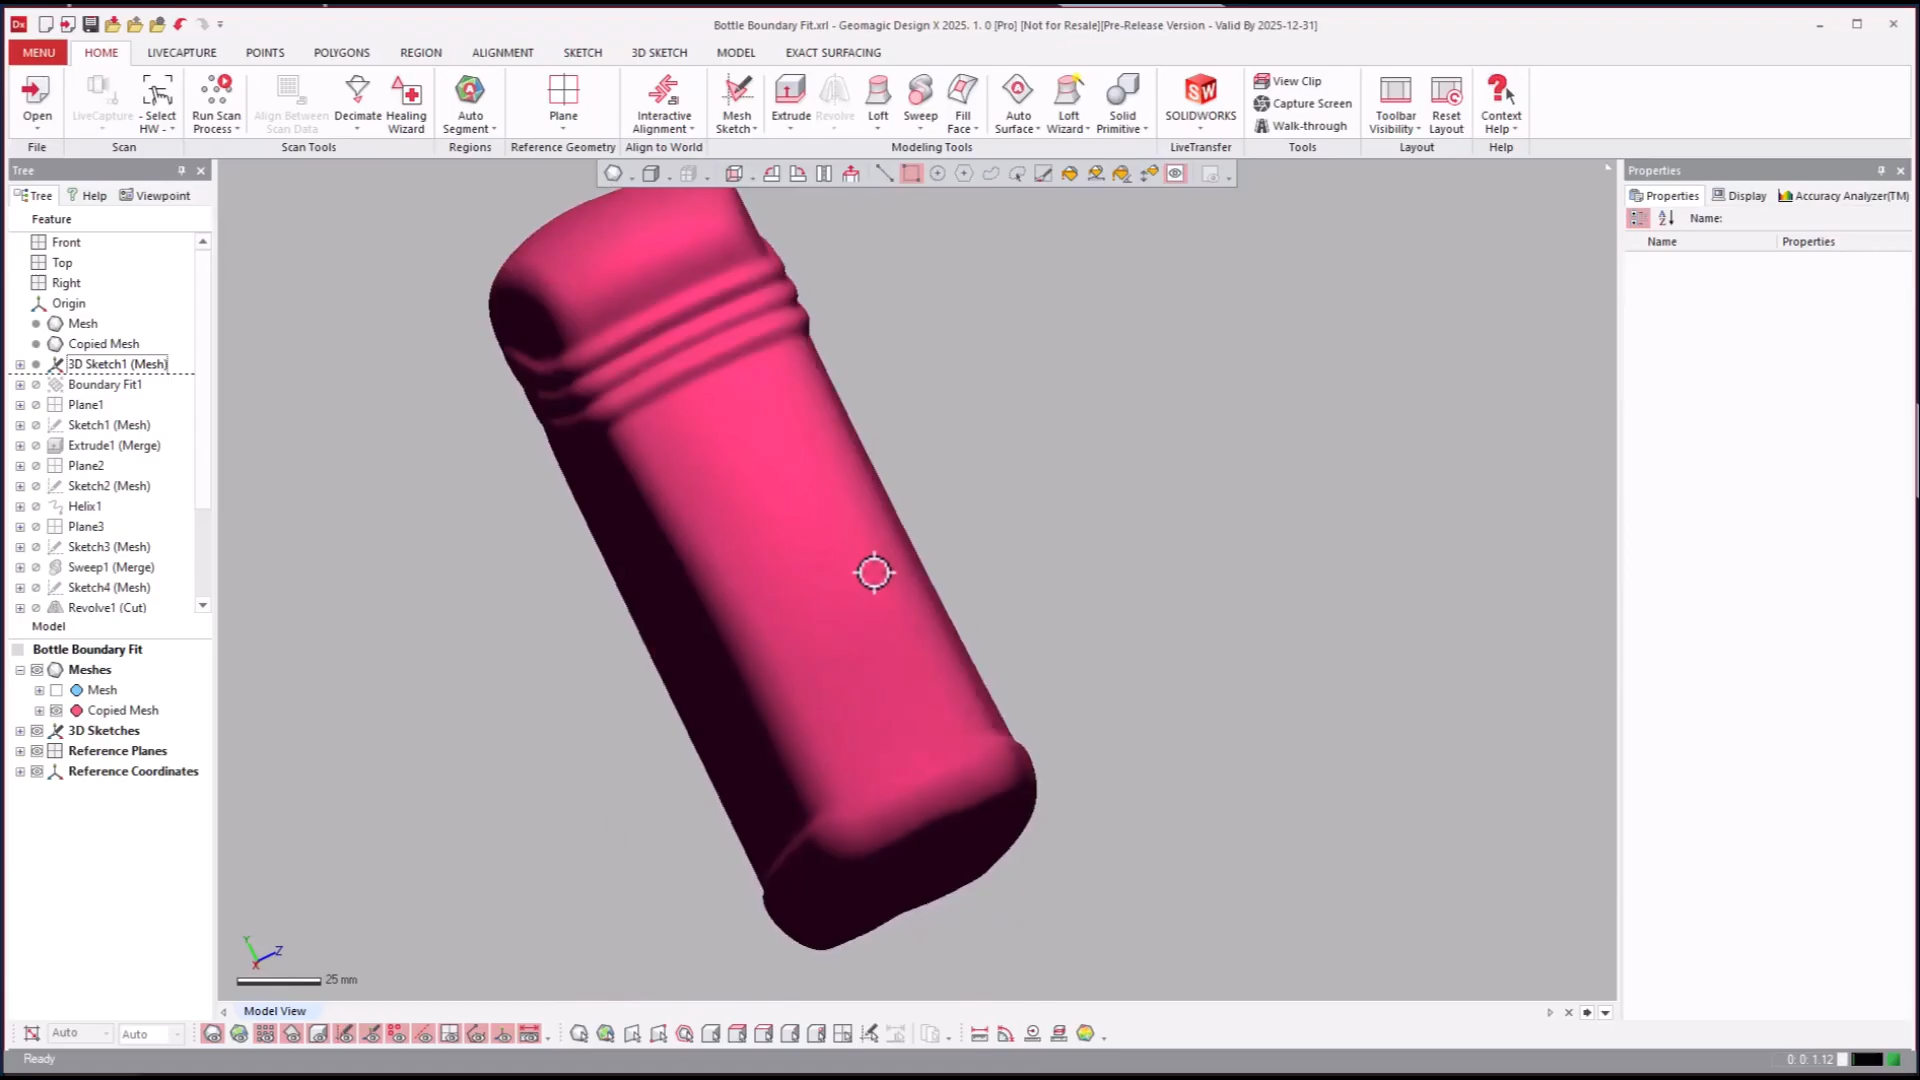 Dx
Bottle Boundary Fit.xrl - Geomagic Design X 2025. 1. 0 [Pro] [Not for Resale][Pre-Release Version - Valid By 2025-12-31]
MENU HOME LIVECAPTURE POINTS POLYGONS REGION ALIGNMENT SKETCH 3D SKETCH MODEL EXACT SURFACING
Open
LiveCapture
- Select HW -
Run Scan Process
Align Between Scan Data
Decimate
Healing Wizard
Auto Segment
Plane
Interactive Alignment
Mesh Sketch
Extrude
Revolve
Loft
Sweep
Fill Face
Auto Surface
Loft Wizard
Solid Primitive
SW
SOLIDWORKS
View Clip
Capture Screen
Walk-through
Toolbar Visibility
Reset Layout
Context Help
File Scan Scan Tools Regions Reference Geometry Align to World Modeling Tools LiveTransfer Tools Layout Help
Tree
Tree Help Viewpoint
Feature
Front
Top
Right
Origin
Mesh
Copied Mesh
3D Sketch1 (Mesh)
Boundary Fit1
Plane1
Sketch1 (Mesh)
Extrude1 (Merge)
Plane2
Sketch2 (Mesh)
Helix1
Plane3
Sketch3 (Mesh)
Sweep1 (Merge)
Sketch4 (Mesh)
Revolve1 (Cut)
Model
Bottle Boundary Fit
Meshes
Mesh
Copied Mesh
3D Sketches
Reference Planes
Reference Coordinates
Y
Z
X
25 mm
Properties
Properties Display Accuracy Analyzer(TM)
Name:
Name Properties
Model View
Auto Auto
Ready
0: 0: 1.12